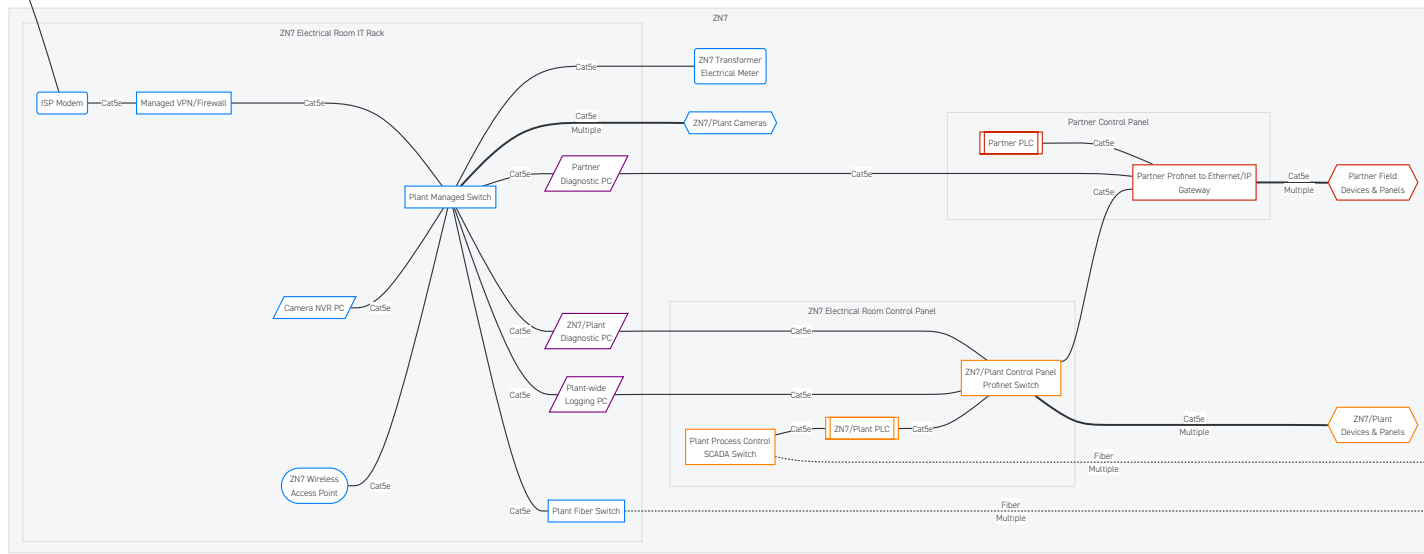 ZN7
ZN7 Electrical Room IT Rack
ISP Modem
Cat5e
Managed VPN/Firewall
Cat5e
Cat5e
ZN7 Transformer
Electrical Meter
Cat5e
Multiple
ZN7/Plant Cameras
Plant Managed Switch
Cat5e
Partner
Diagnostic PC
Cat5e
Partner Control Panel
Partner PLC
Cat5e
Cat5e
Partner Profinet to Ethernet/IP
Gateway
Cat5e
Multiple
Partner Field
Devices & Panels
Camera NVR PC
Cat5e
Cat5e
ZN7/Plant
Diagnostic PC
Cat5e
Plant-wide
Logging PC
ZN7 Electrical Room Control Panel
Cat5e
Cat5e
ZN7/Plant Control Panel
Profinet Switch
Plant Process Control
SCADA Switch
Cat5e
ZN7/Plant PLC
Cat5e
Cat5e
Multiple
ZN7/Plant
Devices & Panels
Fiber
Multiple
ZN7 Wireless
Access Point
Cat5e
Cat5e
Plant Fiber Switch
Fiber
Multiple